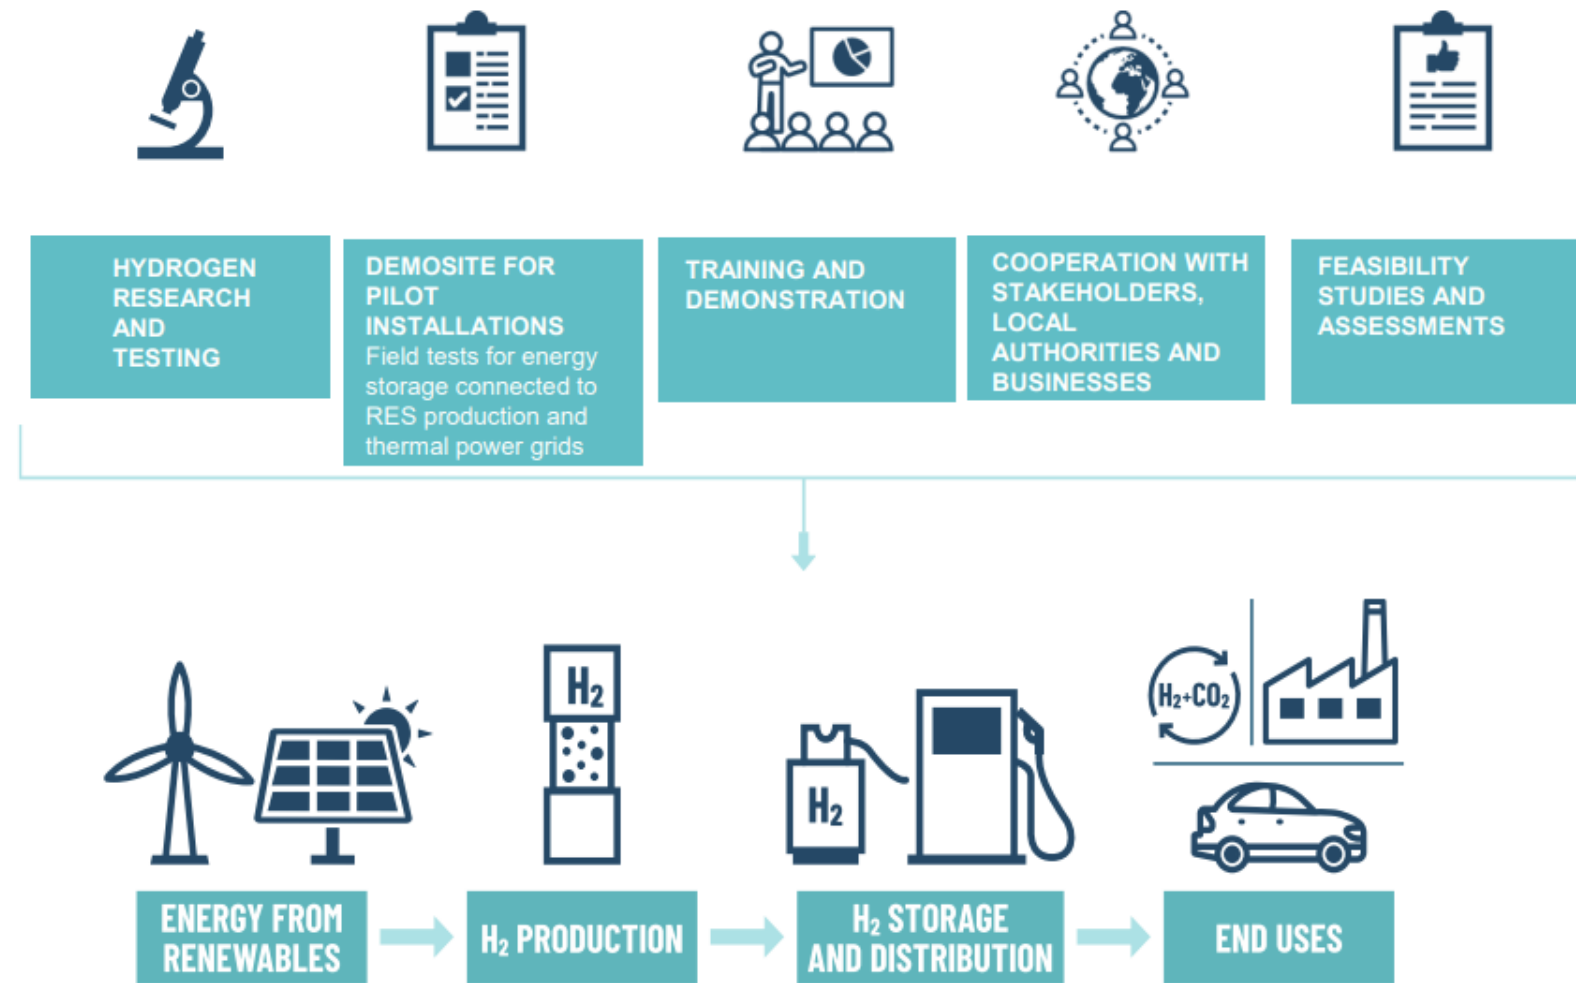 HYDROGEN
RESEARCH
AND
TESTING
DEMOSITE FOR
PILOT
INSTALLATIONS
Field tests for energy
storage connected to
RES production and
thermal power grids
TRAINING AND
DEMONSTRATION
COOPERATION WITH
STAKEHOLDERS,
LOCAL
AUTHORITIES AND
BUSINESSES
FEASIBILITY
STUDIES AND
ASSESSMENTS
H₂
H₂
H₂+CO₂
ENERGY FROM
RENEWABLES
H₂ PRODUCTION
H₂ STORAGE
AND DISTRIBUTION
END USES